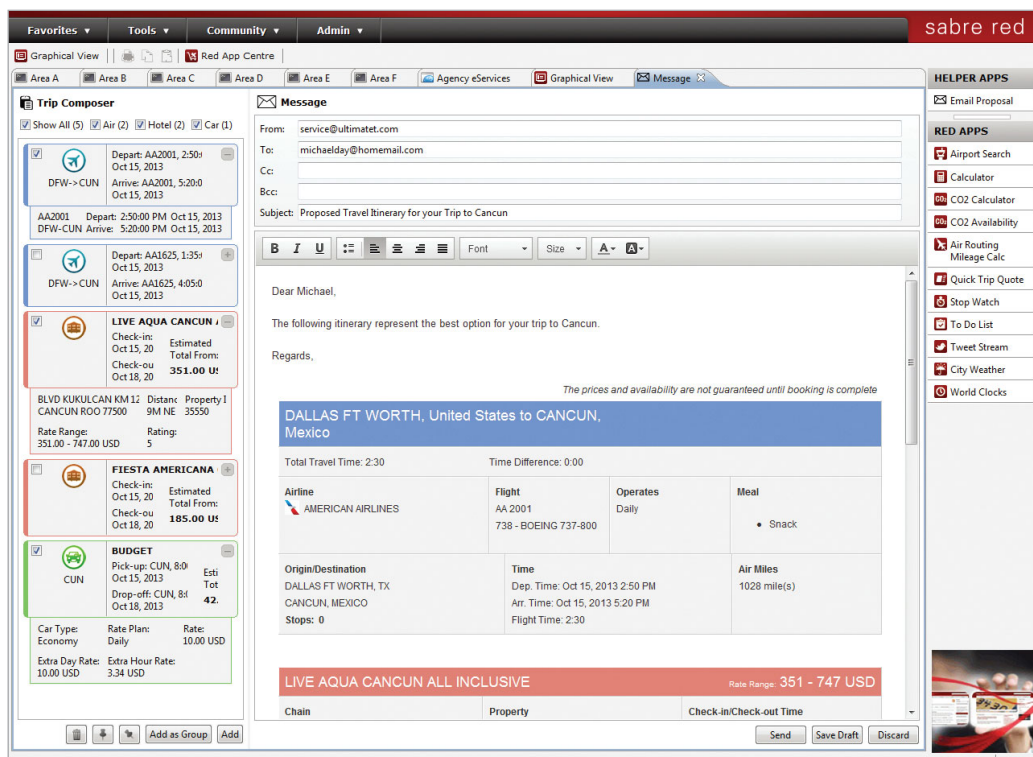 Favorites ▾ Tools ▾ Community ▾ Admin ▾ sabre red
Graphical View Red App Centre
Area A Area B Area C Area D Area E Area F Agency eServices Graphical View Message
Trip Composer
Show All (5) Air (2) Hotel (2) Car (1)
Depart: AA2001, 2:50:
Oct 15, 2013
DFW->CUN
Arrive: AA2001, 5:20:0
Oct 15, 2013
AA2001 Depart: 2:50:00 PM Oct 15, 2013
DFW-CUN Arrive: 5:20:00 PM Oct 15, 2013
Depart: AA1625, 1:35:
Oct 15, 2013
DFW->CUN
Arrive: AA1625, 4:05:0
Oct 15, 2013
LIVE AQUA CANCUN
Check-in:
Oct 15, 20
Estimated
Total From:
Check-ou
Oct 18, 20
351.00 U
BLVD KUKULCAN KM 12 Distanc Property I
CANCUN ROO 77500 9M NE 35550
Rate Range: Rating:
351.00 - 747.00 USD 5
FIESTA AMERICANA
Check-in:
Oct 15, 20
Estimated
Total From:
Check-ou
Oct 18, 20
185.00 U
BUDGET
Pick-up: CUN, 8:0
Oct 15, 2013
CUN
Esti
Tot
Drop-off: CUN, 8:
Oct 18, 2013
42.
Car Type: Rate Plan: Rate:
Economy Daily 10.00 USD
Extra Day Rate: Extra Hour Rate:
10.00 USD 3.34 USD
Add as Group Add
Message
From: service@ultimatet.com
To: michaelday@homemail.com
Cc:
Bcc:
Subject: Proposed Travel Itinerary for your Trip to Cancun
B I U Font Size A A
Dear Michael,
The following itinerary represent the best option for your trip to Cancun.
Regards,
The prices and availability are not guaranteed until booking is complete
DALLAS FT WORTH, United States to CANCUN,
Mexico
Total Travel Time: 2:30 Time Difference: 0:00
Airline Flight Operates Meal
AMERICAN AIRLINES AA 2001 Daily
738 - BOEING 737-800
• Snack
Origin/Destination Time Air Miles
DALLAS FT WORTH, TX Dep. Time: Oct 15, 2013 2:50 PM 1028 mile(s)
CANCUN, MEXICO Arr. Time: Oct 15, 2013 5:20 PM
Stops: 0 Flight Time: 2:30
LIVE AQUA CANCUN ALL INCLUSIVE Rate Range: 351 - 747 USD
Chain Property Check-in/Check-out Time
Send Save Draft Discard
HELPER APPS
Email Proposal
RED APPS
Airport Search
Calculator
CO2 Calculator
CO2 Availability
Air Routing
Mileage Calc
Quick Trip Quote
Stop Watch
To Do List
Tweet Stream
City Weather
World Clocks